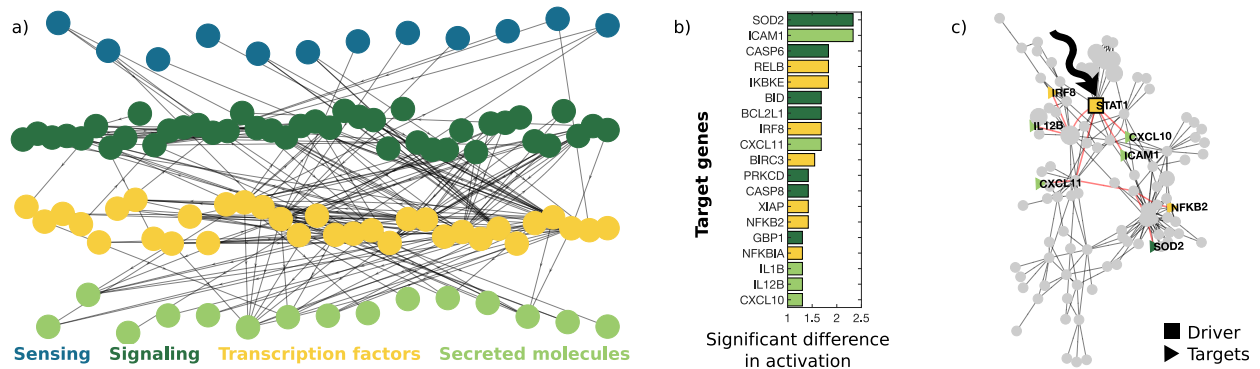 a)
Sensing Signaling Transcription factors Secreted molecules
b)
Target genes
SOD2
ICAM1
CASP6
RELB
IKBKE
BID
BCL2L1
IRF8
CXCL11
BIRC3
PRKCD
CASP8
XIAP
NFKB2
GBP1
NFKBIA
IL1B
IL12B
CXCL10
1 1.5 2 2.5
Significant difference
in activation
c)
IRF8
STAT1
IL12B
CXCL10
ICAM1
CXCL11
NFKB2
SOD2
Driver
Targets